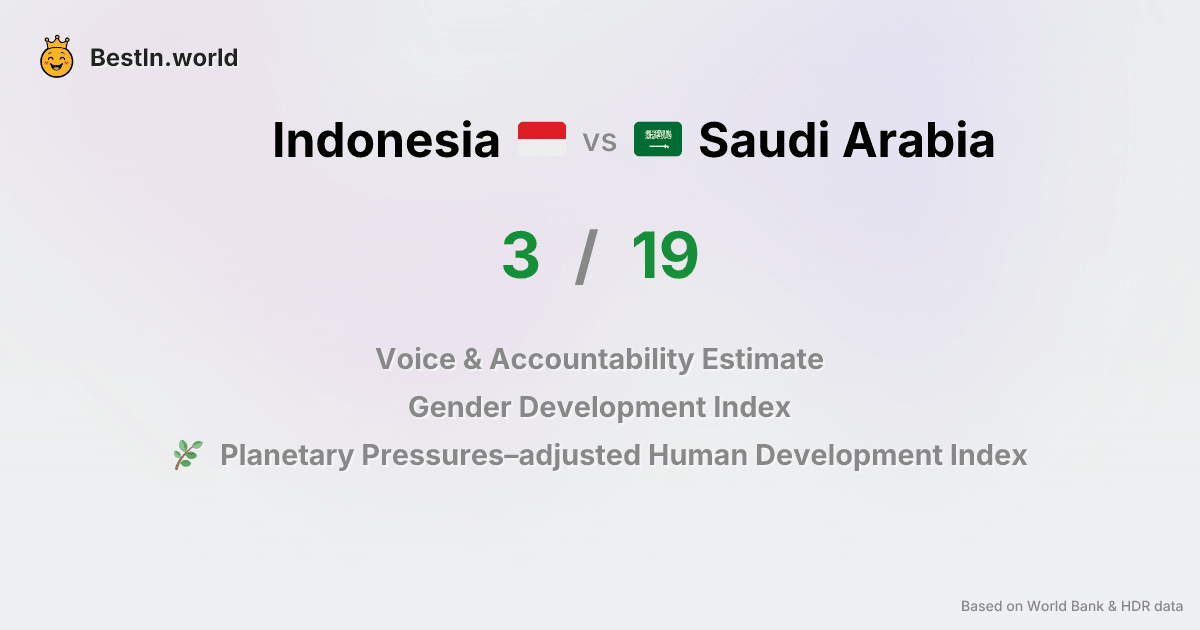 BestIn.world
Indonesia vs Saudi Arabia
3 / 19
Voice & Accountability Estimate
Gender Development Index
Planetary Pressures–adjusted Human Development Index
Based on World Bank & HDR data